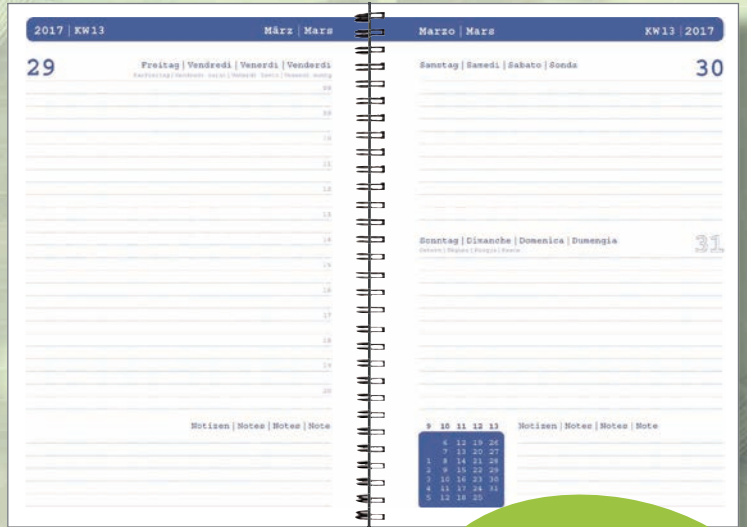 2017 | KW13
März | Mars
29
Freitag | Vendredi | Venerdi | Venderdi
08
09
10
11
12
13
14
15
16
17
18
19
20
Notizen | Notes | Notes | Note
Marzo | Mars
KW13 | 2017
Samstag | Samedi | Sabato | Sonda
30
Sonntag | Dimanche | Domenica | Dumengia
31
9 10 11 12 13
6 12 19 26
7 13 20 27
1 8 14 21 28
2 9 15 22 29
3 10 16 23 30
4 11 17 24 31
5 12 18 25
Notizen | Notes | Notes | Note